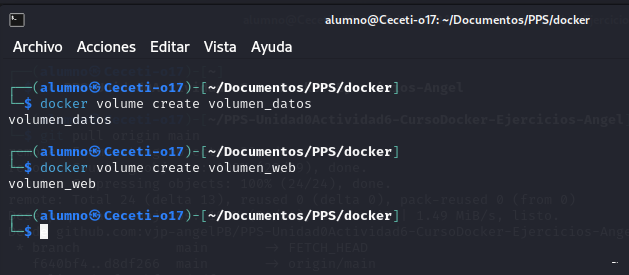 alumno@Ceceti-o17: ~/Documentos/PPS/docker
Archivo Acciones Editar Vista Ayuda
┌──(alumno㉿Ceceti-o17)-[~/Documentos/PPS/docker]
└─$ docker volume create volumen_datos
volumen_datos
┌──(alumno㉿Ceceti-o17)-[~/Documentos/PPS/docker]
└─$ docker volume create volumen_web
volumen_web
┌──(alumno㉿Ceceti-o17)-[~/Documentos/PPS/docker]
└─$